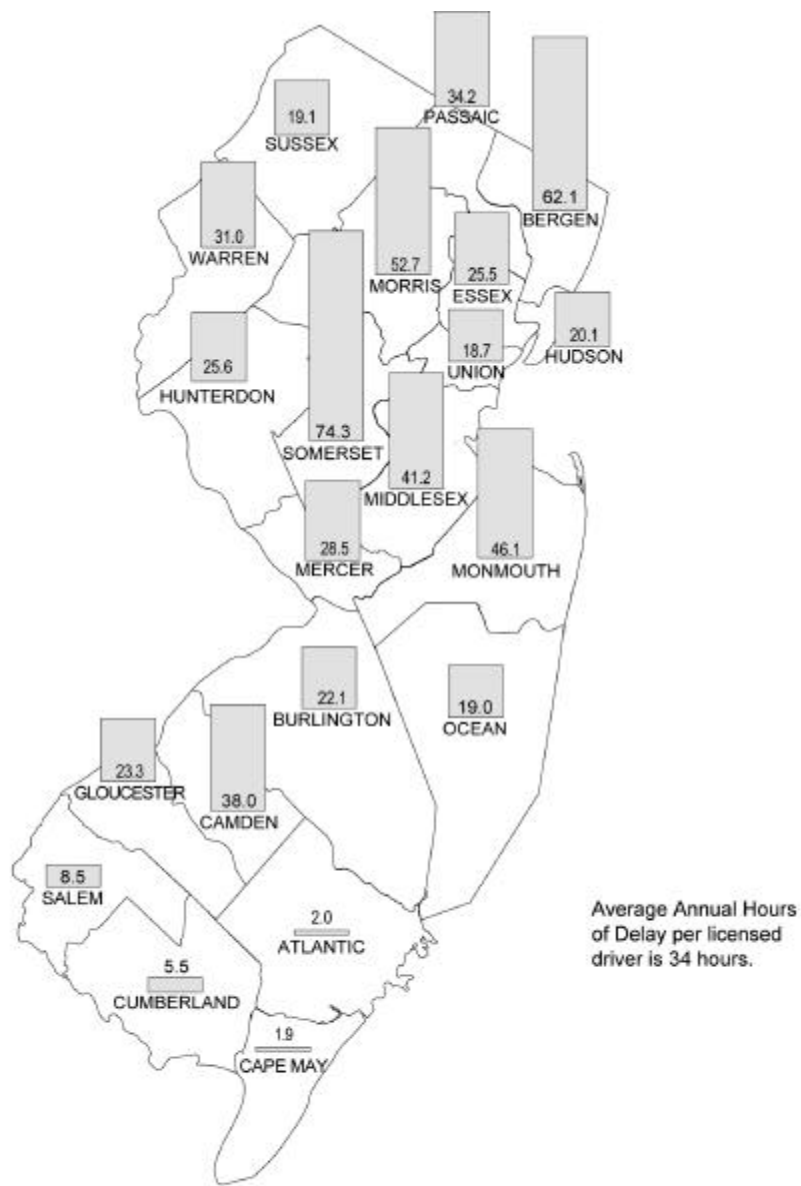 34.2
PASSAIC
19.1
SUSSEX
62.1
BERGEN
31.0
WARREN
52.7
MORRIS
25.5
ESSEX
20.1
HUDSON
18.7
UNION
25.6
HUNTERDON
74.3
SOMERSET
41.2
MIDDLESEX
28.5
MERCER
46.1
MONMOUTH
22.1
BURLINGTON
19.0
OCEAN
23.3
GLOUCESTER
38.0
CAMDEN
8.5
SALEM
2.0
ATLANTIC
Average Annual Hours
of Delay per licensed
driver is 34 hours.
5.5
CUMBERLAND
1.9
CAPE MAY